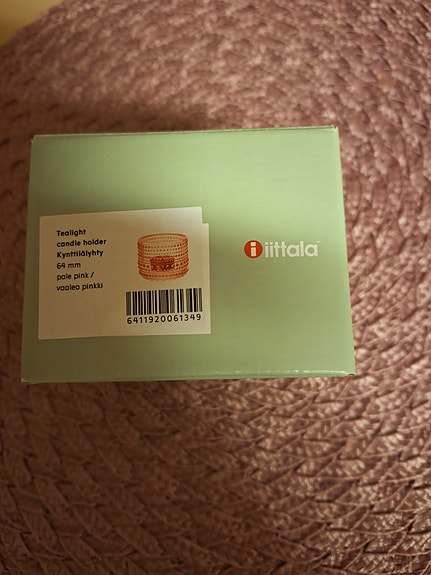 Tealight
candle holder
Kynttilälyhty
64 mm
pale pink /
vaalea pinkki
6411920061349
i iittala